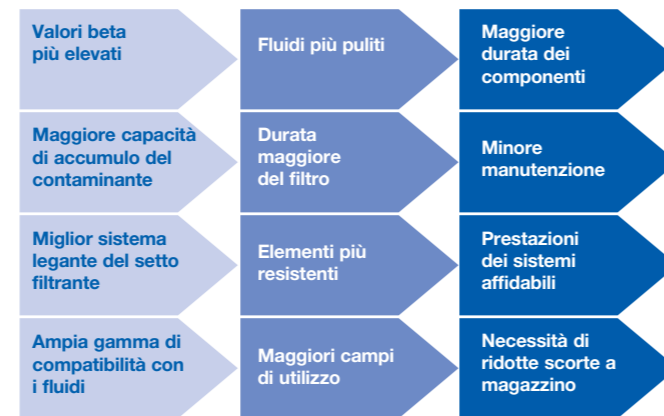 Valori beta
più elevati
Fluidi più puliti
Maggiore
durata dei
componenti
Maggiore capacità
di accumulo del
contaminante
Durata
maggiore
del filtro
Minore
manutenzione
Miglior sistema
legante del setto
filtrante
Elementi più
resistenti
Prestazioni
dei sistemi
affidabili
Ampia gamma di
compatibilità con
i fluidi
Maggiori campi
di utilizzo
Necessità di
ridotte scorte a
magazzino